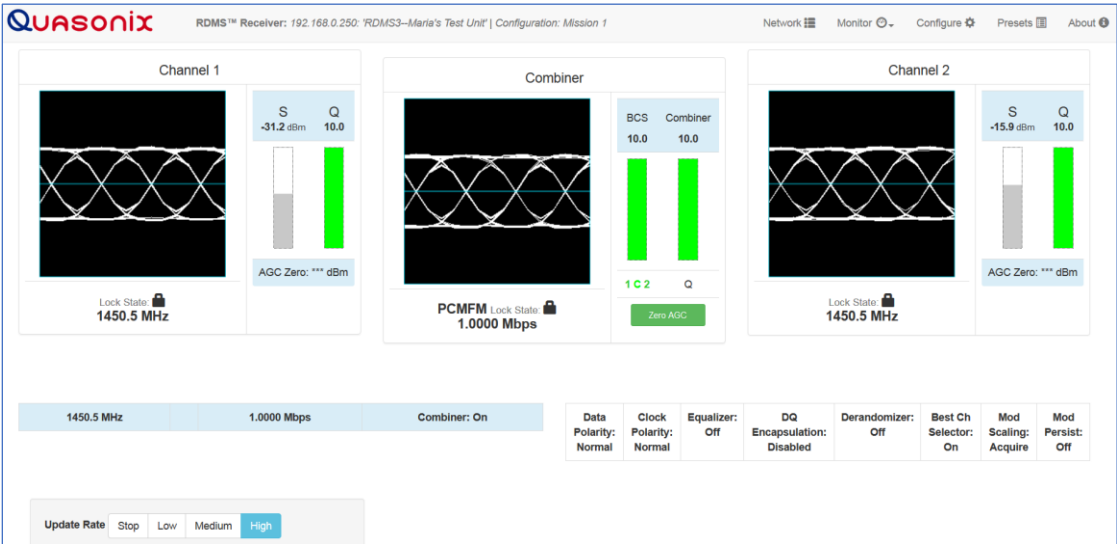 Quasonix
RDMS™ Receiver: 192.168.0.250: 'RDMS3--Maria's Test Unit' | Configuration: Mission 1
Network Monitor Configure Presets About
Channel 1
S Q
-31.2 dBm 10.0
AGC Zero: *** dBm
Lock State:
1450.5 MHz
Combiner
BCS Combiner
10.0 10.0
1 C 2 Q
PCMFM Lock State:
1.0000 Mbps
Zero AGC
Channel 2
S Q
-15.9 dBm 10.0
AGC Zero: *** dBm
Lock State:
1450.5 MHz
1450.5 MHz 1.0000 Mbps Combiner: On
Data Polarity: Normal
Clock Polarity: Normal
Equalizer: Off
DQ Encapsulation: Disabled
Derandomizer: Off
Best Ch Selector: On
Mod Scaling: Acquire
Mod Persist: Off
Update Rate Stop Low Medium High